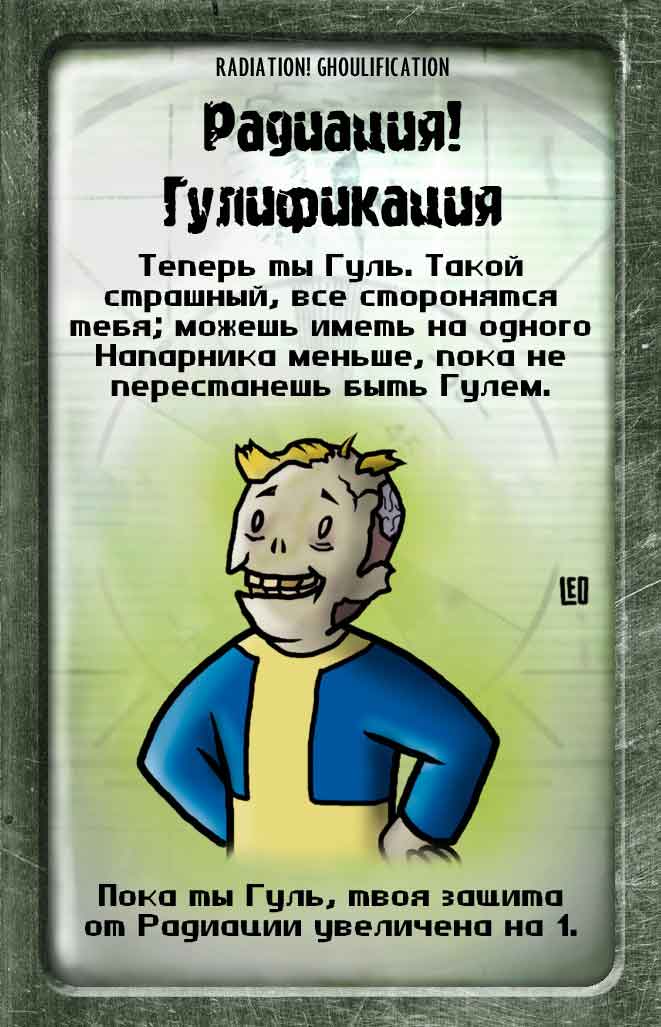 RADIATION! GHOULIFICATION
Радиация!
Гулификация
Теперь ты Гуль. Такой
страшный, все сторонятся
тебя; можешь иметь на одного
Напарника меньше, пока не
перестанешь быть Гулем.
LEO
Пока ты Гуль, твоя защита
от Радиации увеличена на 1.